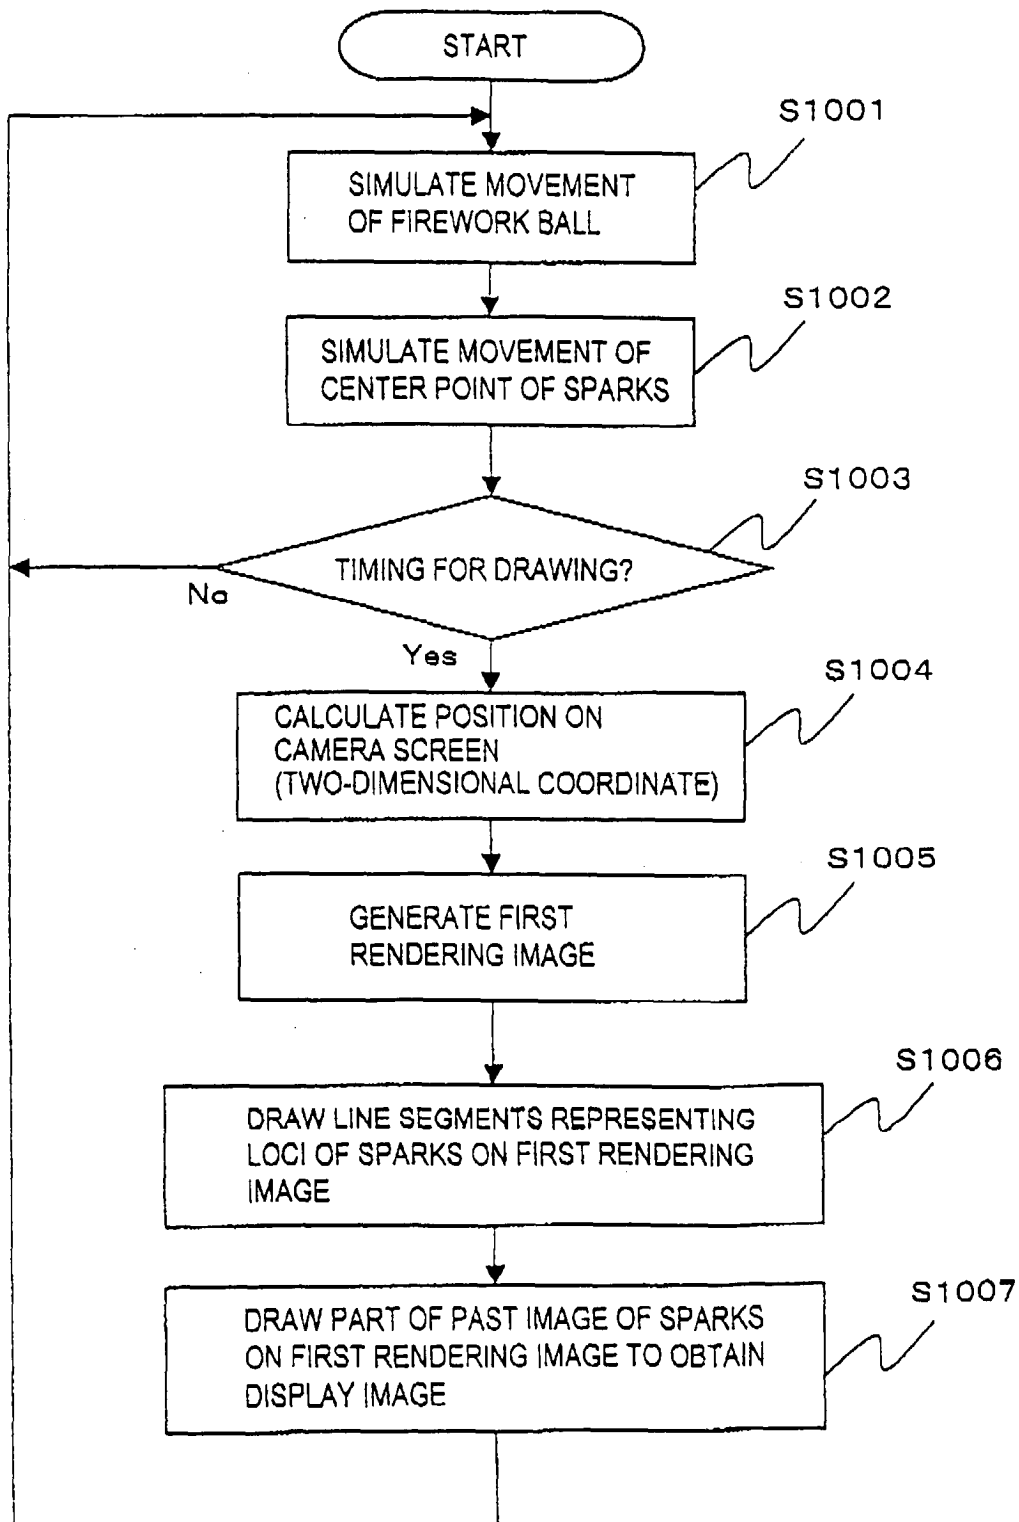 START
S1001
SIMULATE MOVEMENT
OF FIREWORK BALL
S1002
SIMULATE MOVEMENT OF
CENTER POINT OF SPARKS
S1003
TIMING FOR DRAWING?
No
Yes
S1004
CALCULATE POSITION ON
CAMERA SCREEN
(TWO-DIMENSIONAL COORDINATE)
S1005
GENERATE FIRST
RENDERING IMAGE
S1006
DRAW LINE SEGMENTS REPRESENTING
LOCI OF SPARKS ON FIRST RENDERING
IMAGE
S1007
DRAW PART OF PAST IMAGE OF SPARKS
ON FIRST RENDERING IMAGE TO OBTAIN
DISPLAY IMAGE